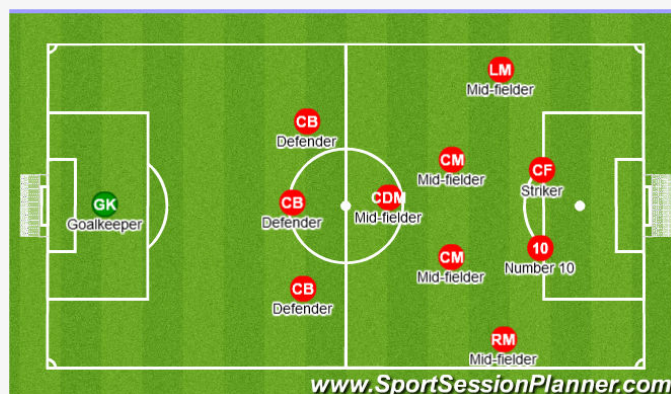 LM
Mid-fielder
CB
Defender
CM
Mid-fielder
CF
Striker
GK
Goalkeeper
CB
Defender
CDM
Mid-fielder
10
Number 10
CM
Mid-fielder
CB
Defender
RM
Mid-fielder
www.SportSessionPlanner.com